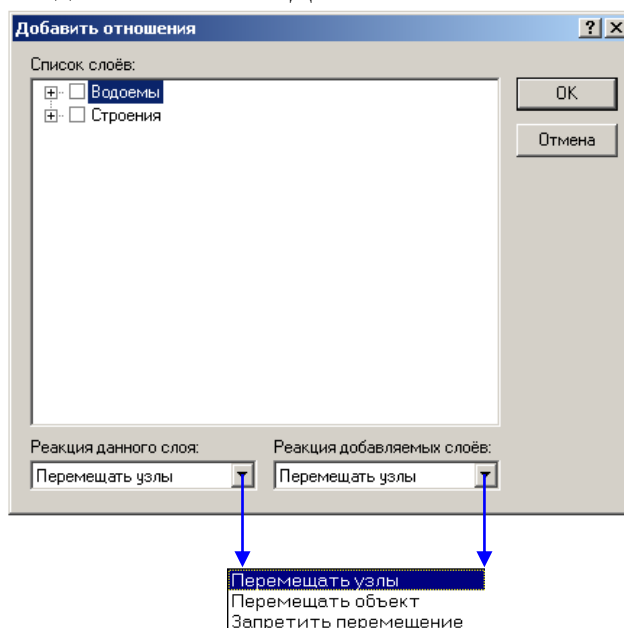 Добавить отношения
Список слоёв:
Водоемы
Строения
OK
Отмена
Реакция данного слоя:
Реакция добавляемых слоёв:
Перемещать узлы
Перемещать узлы
Перемещать узлы
Перемещать объект
Запретить перемещение